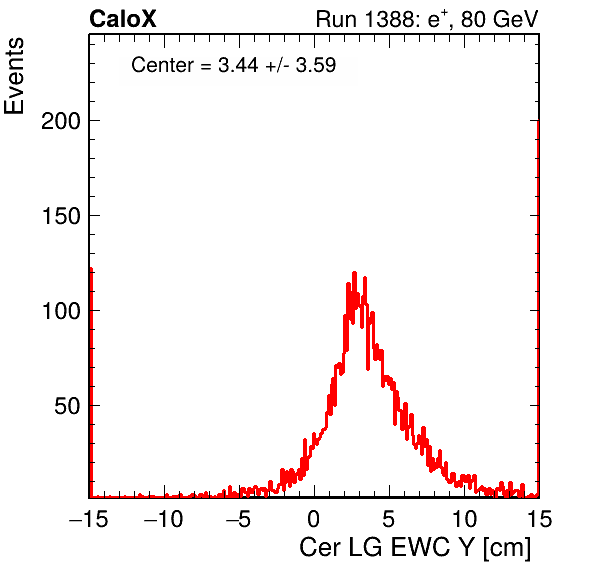 CaloX
Run 1388: e+, 80 GeV
Center = 3.44 +/- 3.59
Events
200
150
100
50
−15 −10 −5 0 5 10 15
Cer LG EWC Y [cm]